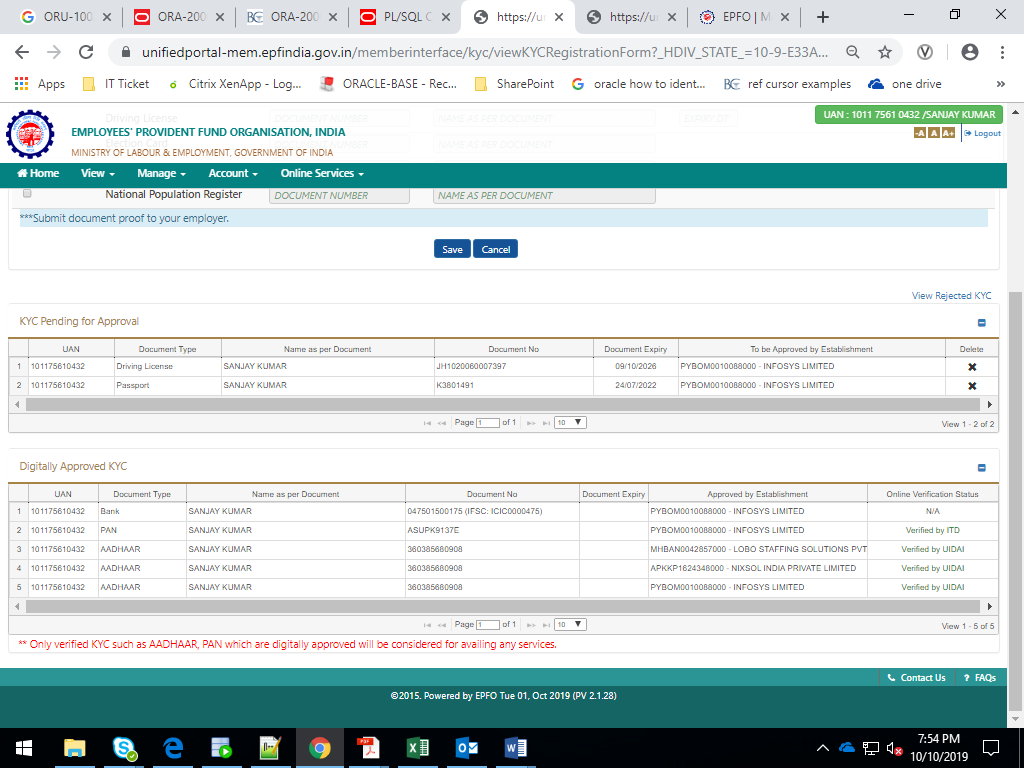 ORU-100 ORA-200 ORA-200 PL/SQL C https://u https://u EPFO | M
unifiedportal-mem.epfindia.gov.in/memberinterface/kyc/viewKYCRegistrationForm?_HDIV_STATE_=10-9-E33A...
Apps IT Ticket Citrix XenApp - Log... ORACLE-BASE - Rec... SharePoint oracle how to ident... ref cursor examples one drive
Driving License DOCUMENT NUMBER NAME AS PER DOCUMENT
UAN : 1011 7561 0432 /SANJAY KUMAR
EMPLOYEES' PROVIDENT FUND ORGANISATION, INDIA
-A A A+ Logout
NAME AS PER DOCUMENT
MINISTRY OF LABOUR & EMPLOYMENT, GOVERNMENT OF INDIA
Home View Manage Account Online Services
National Population Register DOCUMENT NUMBER NAME AS PER DOCUMENT
***Submit document proof to your employer.
Save Cancel
View Rejected KYC
KYC Pending for Approval
UAN Document Type Name as per Document Document No Document Expiry To be Approved by Establishment Delete
1 101175610432 Driving License SANJAY KUMAR JH1020060007397 09/10/2026 PYBOM0010088000 - INFOSYS LIMITED
2 101175610432 Passport SANJAY KUMAR K3801491 24/07/2022 PYBOM0010088000 - INFOSYS LIMITED
Page 1 of 1 10 View 1 - 2 of 2
Digitally Approved KYC
UAN Document Type Name as per Document Document No Document Expiry Approved by Establishment Online Verification Status
1 101175610432 Bank SANJAY KUMAR 047501500175 (IFSC: ICIC0000475) PYBOM0010088000 - INFOSYS LIMITED N/A
2 101175610432 PAN SANJAY KUMAR ASUPK9137E PYBOM0010088000 - INFOSYS LIMITED Verified by ITD
3 101175610432 AADHAAR SANJAY KUMAR 360385680908 MHBAN0042857000 - LOBO STAFFING SOLUTIONS PVT Verified by UIDAI
4 101175610432 AADHAAR SANJAY KUMAR 360385680908 APKKP1624348000 - NIXSOL INDIA PRIVATE LIMITED Verified by UIDAI
5 101175610432 AADHAAR SANJAY KUMAR 360385680908 PYBOM0010088000 - INFOSYS LIMITED Verified by UIDAI
Page 1 of 1 10 View 1 - 5 of 5
** Only verified KYC such as AADHAAR, PAN which are digitally approved will be considered for availing any services.
Contact Us ? FAQs
©2015. Powered by EPFO Tue 01, Oct 2019 (PV 2.1.28)
7:54 PM
10/10/2019